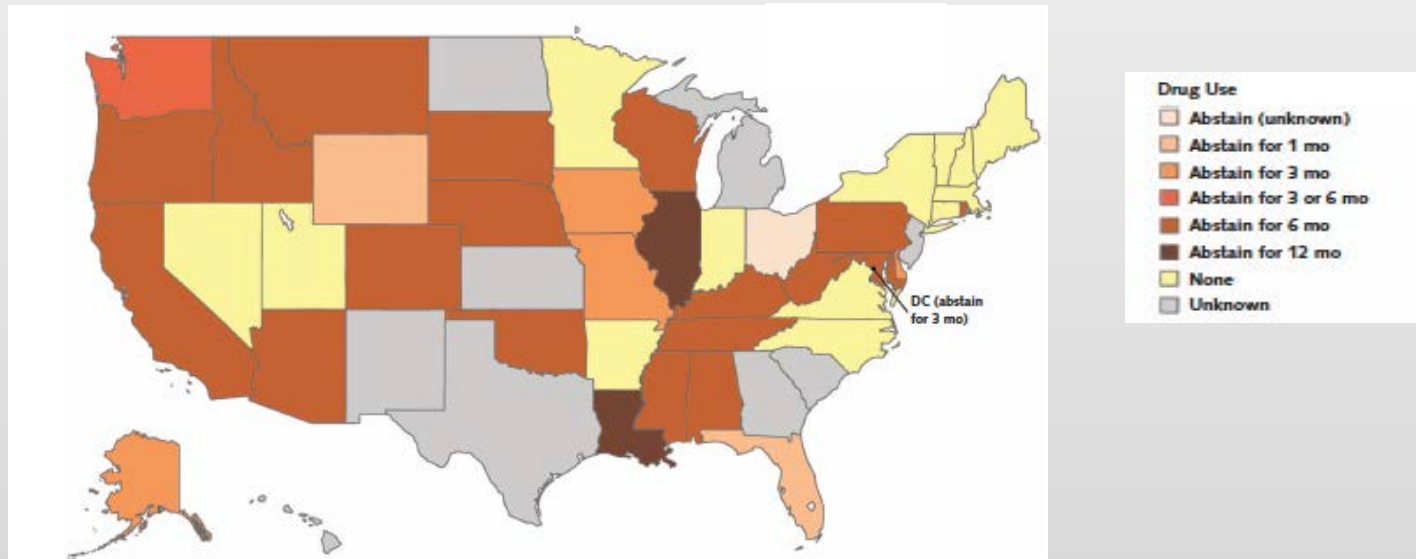 DC (abstain
for 3 mo)
Drug Use
Abstain (unknown)
Abstain for 1 mo
Abstain for 3 mo
Abstain for 3 or 6 mo
Abstain for 6 mo
Abstain for 12 mo
None
Unknown